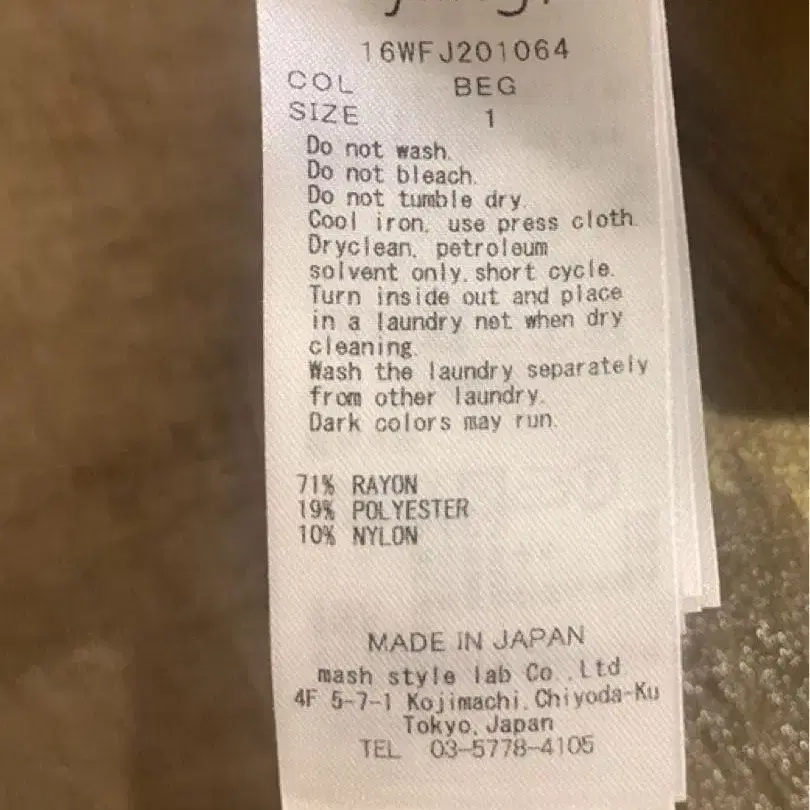 16WFJ201064
COL BEG
SIZE 1
Do not wash.
Do not bleach.
Do not tumble dry.
Cool iron, use press cloth.
Dryclean, petroleum
solvent only, short cycle.
Turn inside out and place
in a laundry net when dry
cleaning.
Wash the laundry separately
from other laundry.
Dark colors may run.
71% RAYON
19% POLYESTER
10% NYLON
MADE IN JAPAN
mash style lab Co.,Ltd
4F 5-7-1 Kojimachi, Chiyoda-Ku
Tokyo, Japan
TEL 03-5778-4105